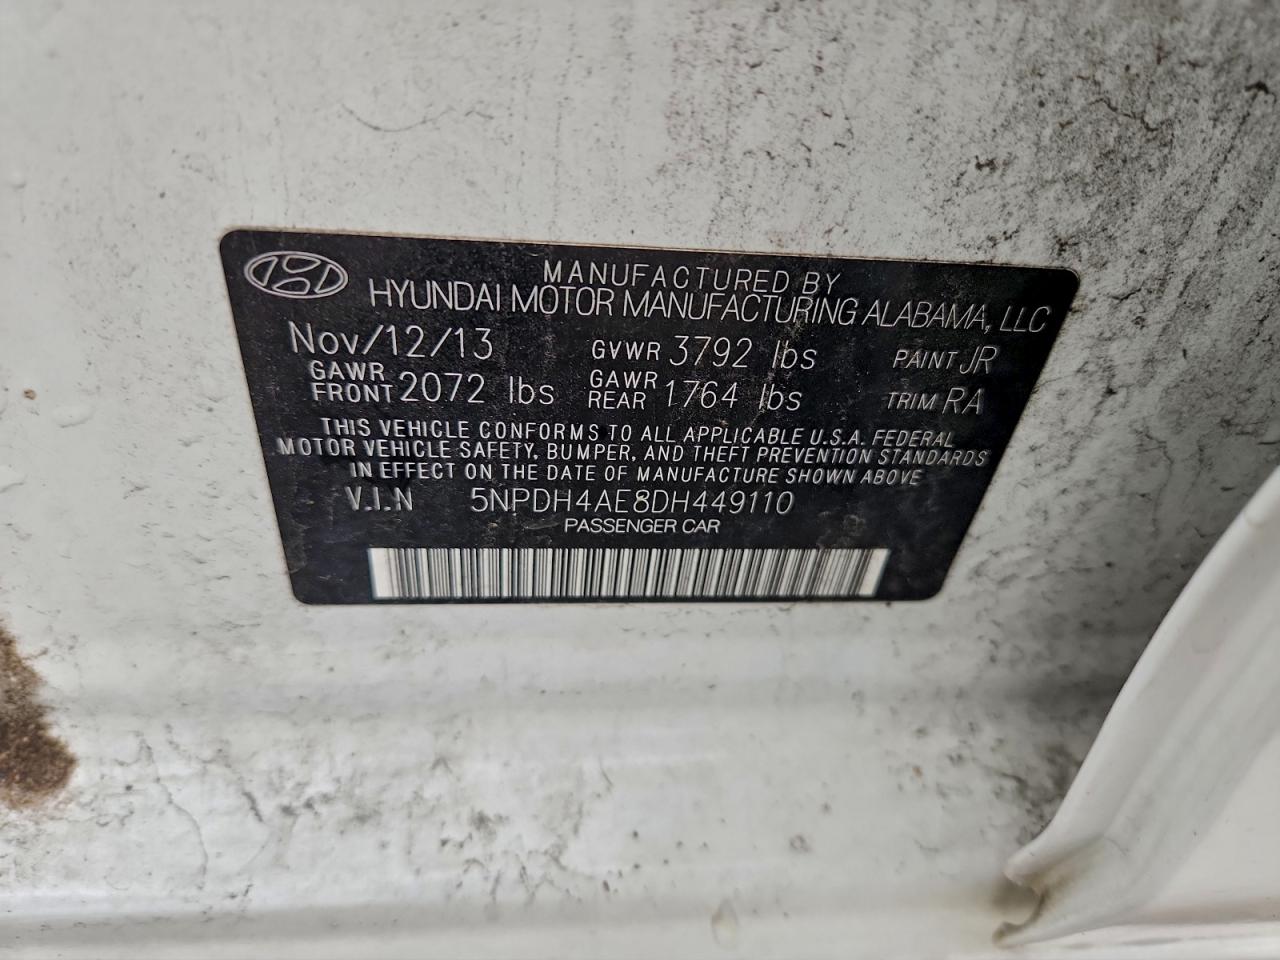 MANUFACTURED BY
HYUNDAI MOTOR MANUFACTURING ALABAMA, LLC
Nov/12/13 GVWR 3792 lbs PAINT JR
GAWR FRONT 2072 lbs GAWR REAR 1764 lbs TRIM RA
THIS VEHICLE CONFORMS TO ALL APPLICABLE U.S.A. FEDERAL
MOTOR VEHICLE SAFETY, BUMPER, AND THEFT PREVENTION STANDARDS
IN EFFECT ON THE DATE OF MANUFACTURE SHOWN ABOVE
V.I.N 5NPDH4AE8DH449110
PASSENGER CAR